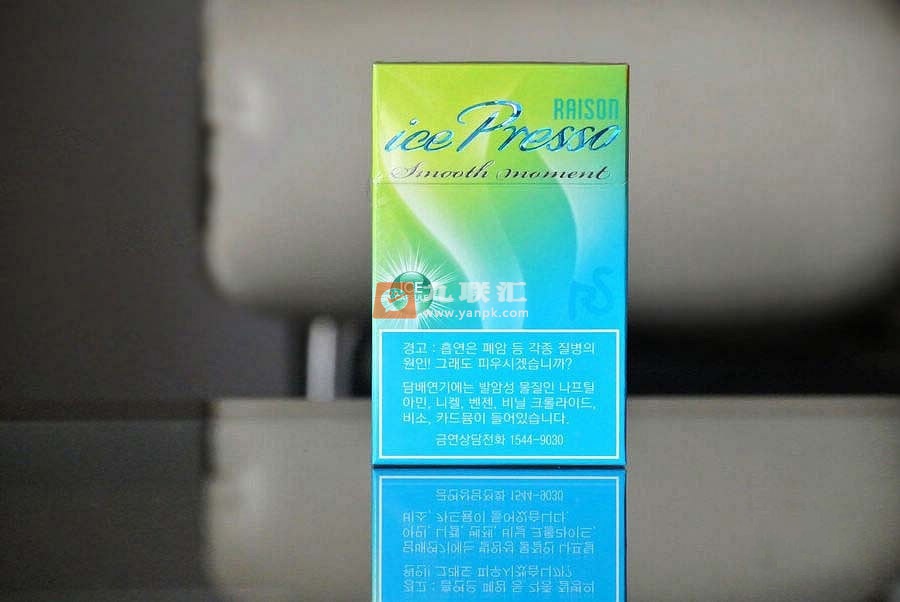 RAISON
ice Presso
Smooth moment
ICE
CAPSULE
九联汇
www.yanpk.com
RS
경고 : 흡연은 폐암 등 각종 질병의
원인! 그래도 피우시겠습니까?
담배연기에는 발암성 물질인 나프틸
아민, 니켈, 벤젠, 비닐 크롤라이드,
비소, 카드뮴이 들어있습니다.
금연상담전화 1544-9030